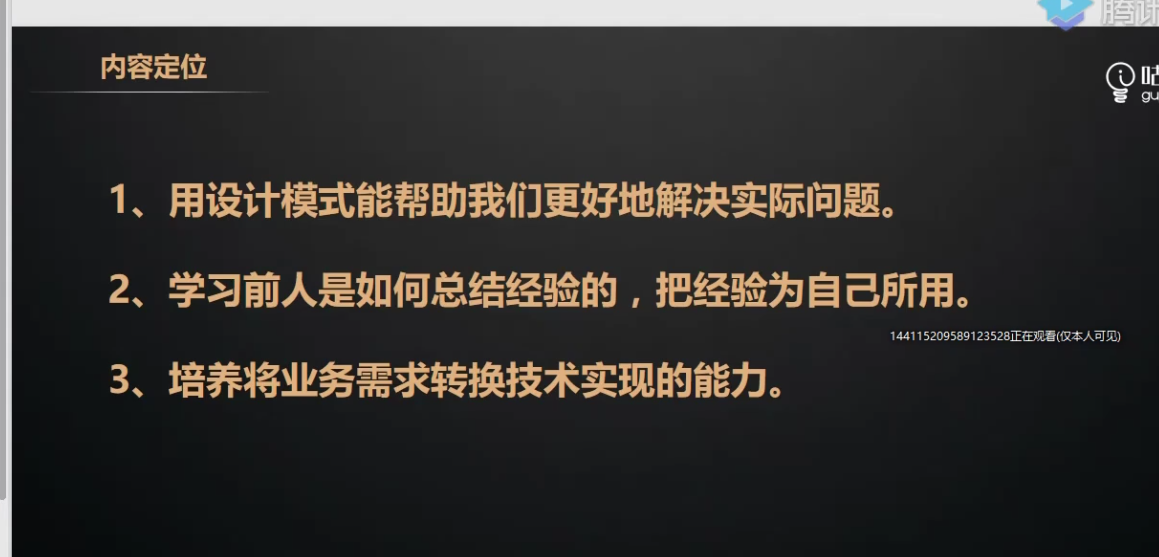 腾讯
内容定位
咕
gu
1、用设计模式能帮助我们更好地解决实际问题。
2、学习前人是如何总结经验的，把经验为自己所用。
144115209589123528正在观看(仅本人可见)
3、培养将业务需求转换技术实现的能力。